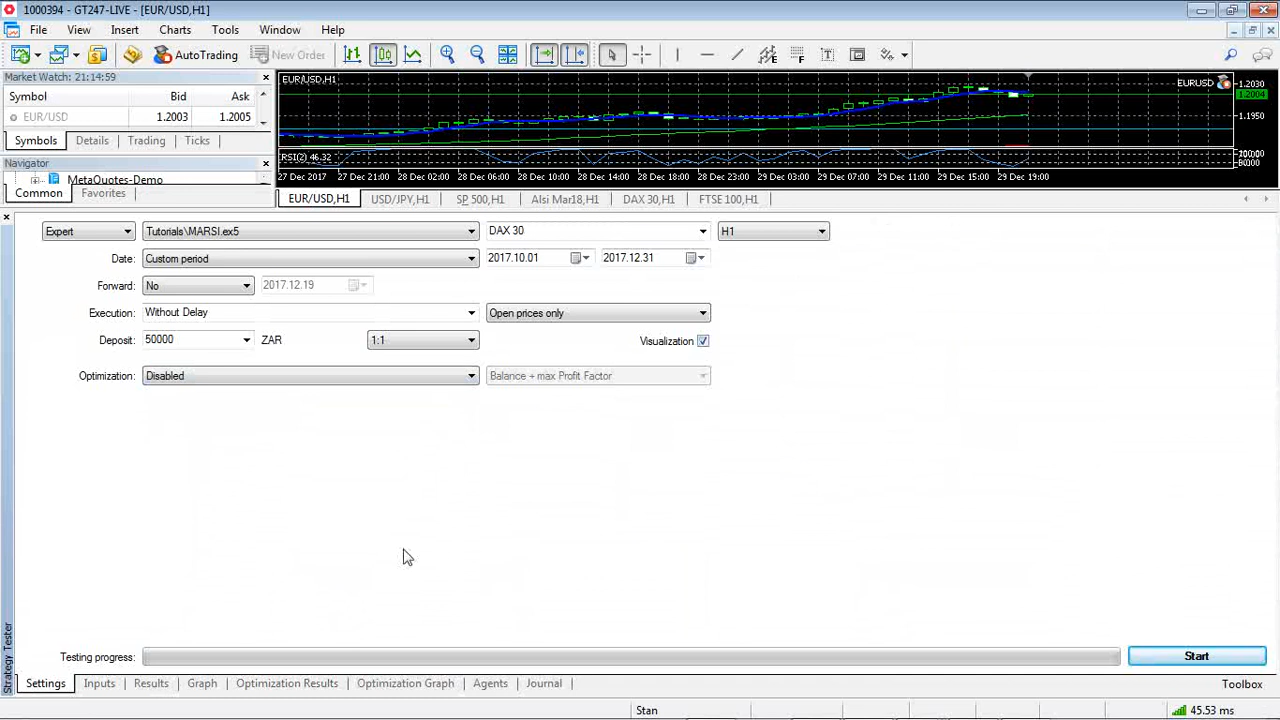 1000394 - GT247-LIVE - [EUR/USD,H1]
File View Insert Charts Tools Window Help
AutoTrading New Order
Market Watch: 21:14:59
Symbol Bid Ask
EUR/USD 1.2003 1.2005
Symbols Details Trading Ticks
Navigator
MetaQuotes-Demo
Common Favorites
EUR/USD,H1
EURUSD
1.2030
1.2004
1.1950
RSI(2) 46.32
27 Dec 2017 27 Dec 21:00 28 Dec 02:00 28 Dec 06:00 28 Dec 10:00 28 Dec 14:00 28 Dec 18:00 28 Dec 23:00 29 Dec 03:00 29 Dec 07:00 29 Dec 11:00 29 Dec 15:00 29 Dec 19:00
EUR/USD,H1 USD/JPY,H1 SP 500,H1 Alsi Mar18,H1 DAX 30,H1 FTSE 100,H1
Expert Tutorials\MARSI.ex5 DAX 30 H1
Date: Custom period 2017.10.01 2017.12.31
Forward: No 2017.12.19
Execution: Without Delay Open prices only
Deposit: 50000 ZAR 1:1 Visualization
Optimization: Disabled Balance + max Profit Factor
Testing progress: Start
Strategy Tester
Settings Inputs Results Graph Optimization Results Optimization Graph Agents Journal Toolbox
Stan 45.53 ms